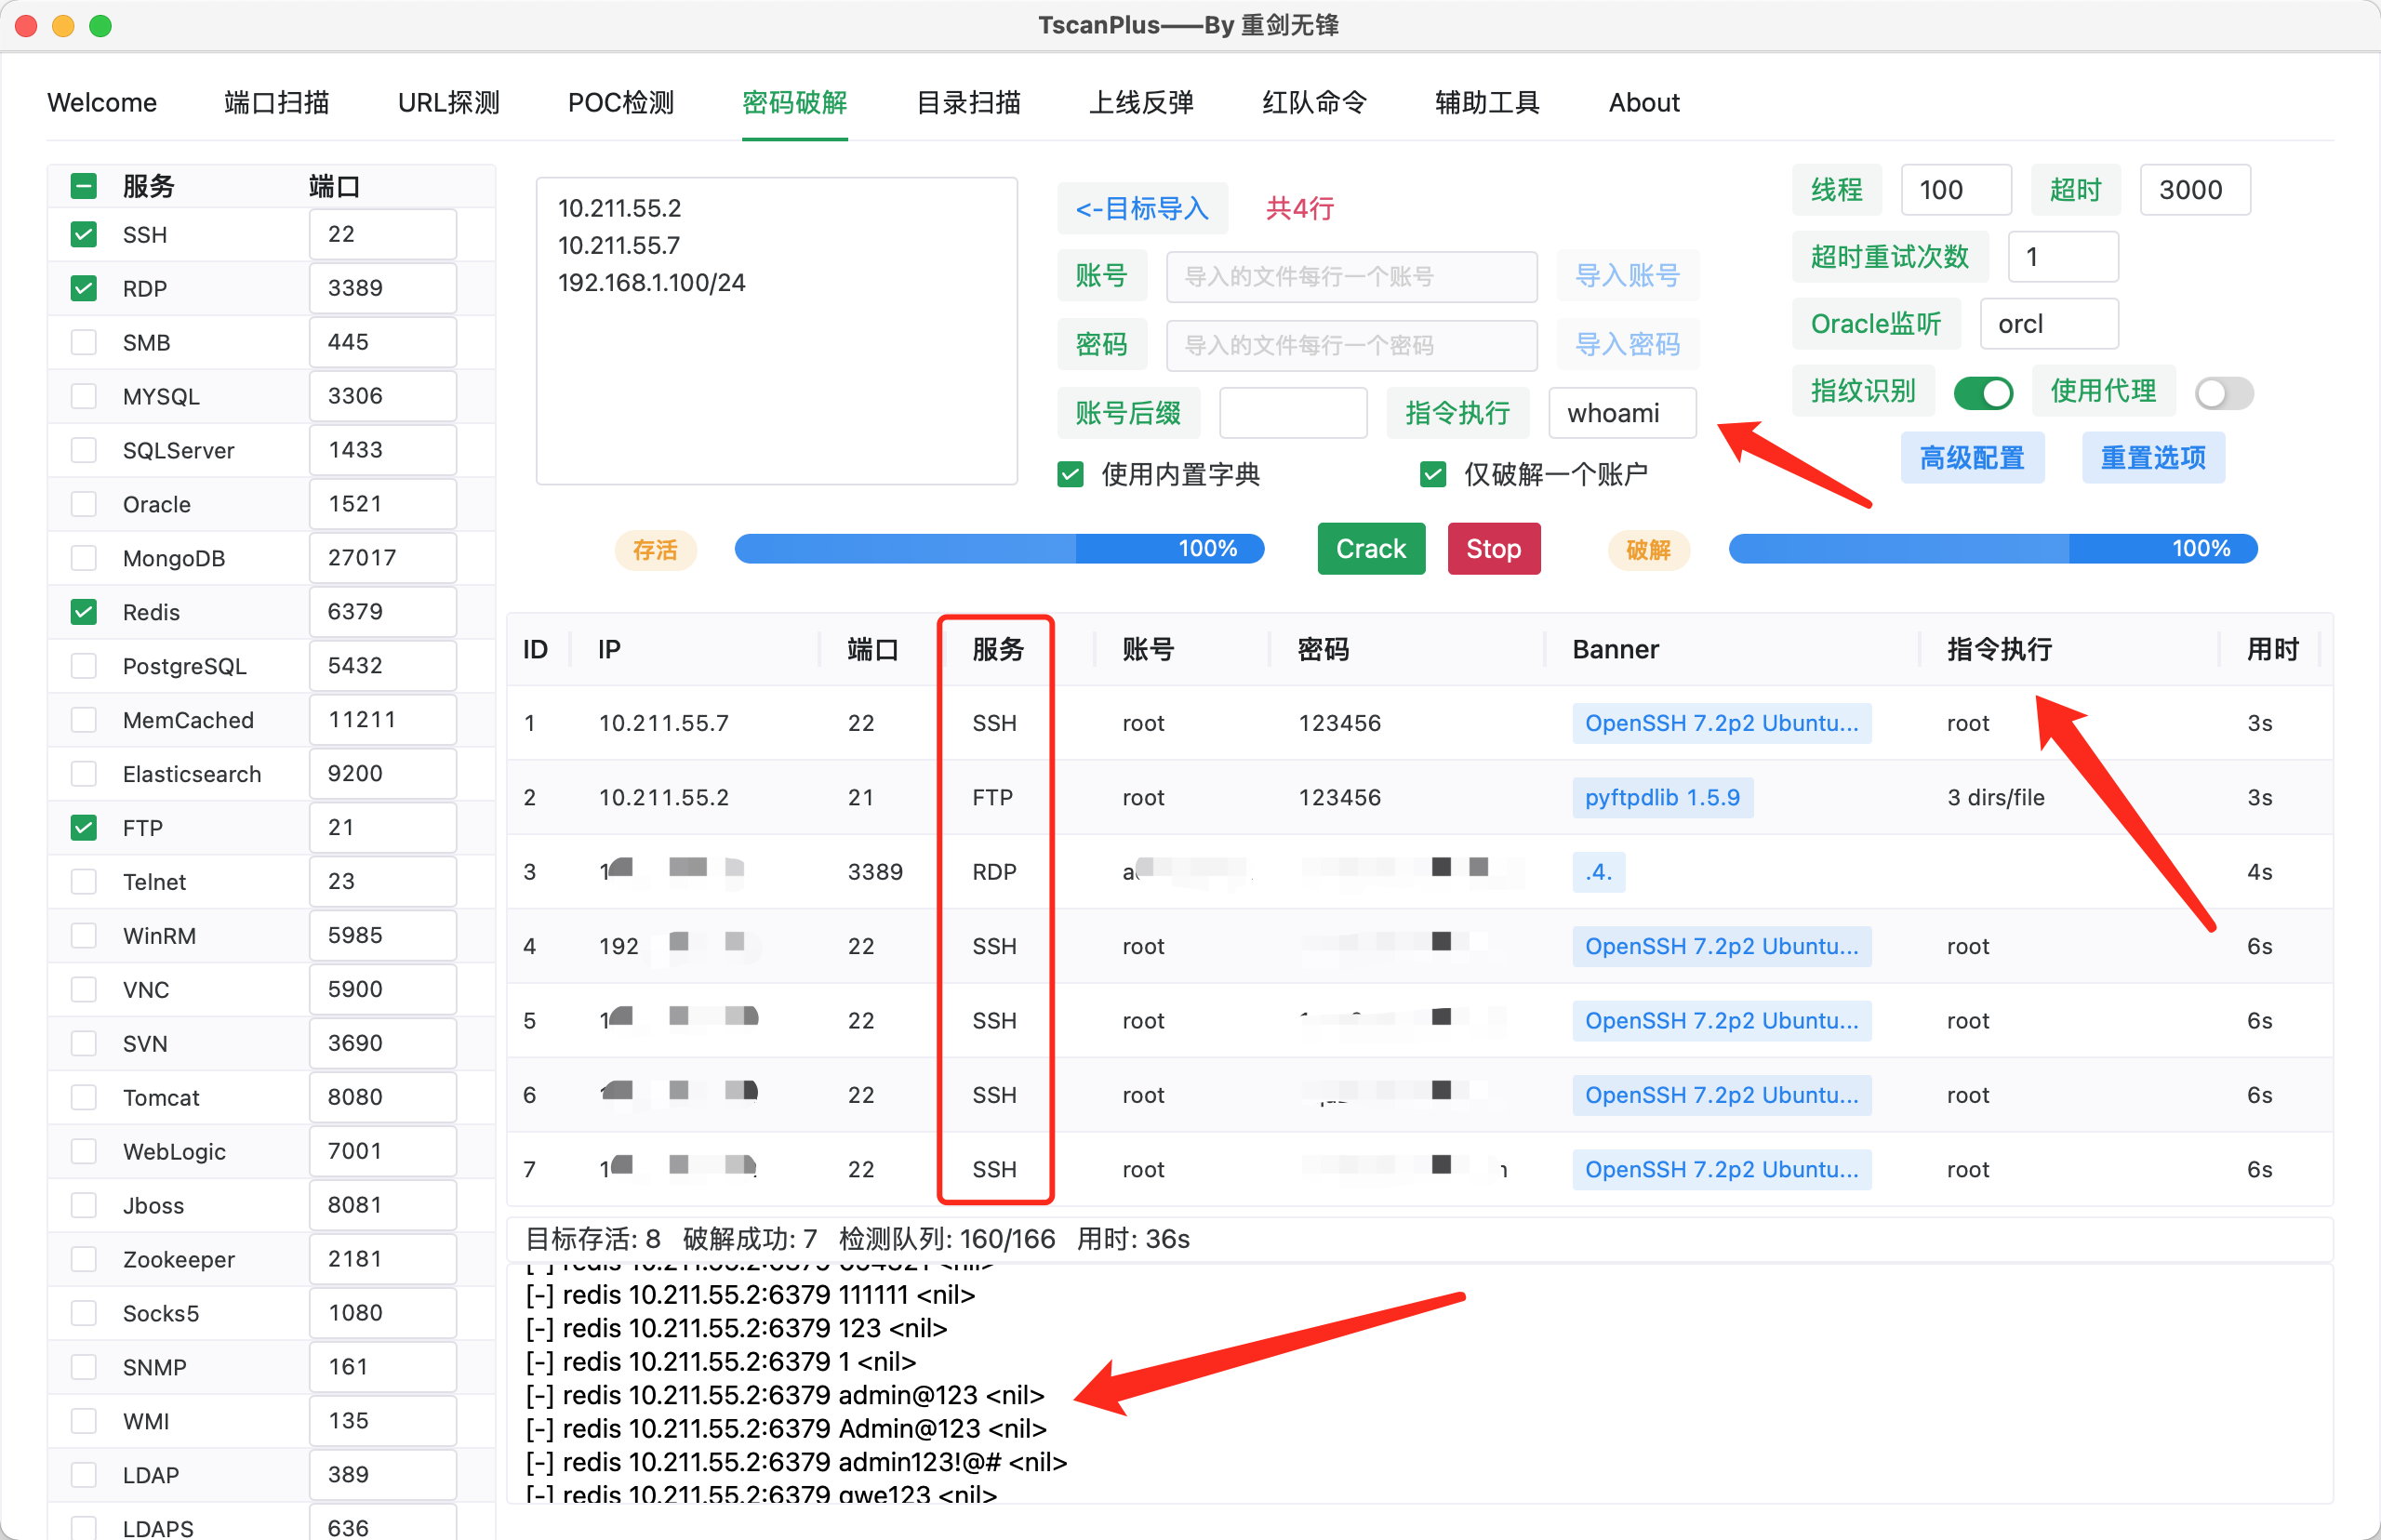 TscanPlus——By 重剑无锋
Welcome 端口扫描 URL探测 POC检测 密码破解 目录扫描 上线反弹 红队命令 辅助工具 About
服务 端口
SSH 22
RDP 3389
SMB 445
MYSQL 3306
SQLServer 1433
Oracle 1521
MongoDB 27017
Redis 6379
PostgreSQL 5432
MemCached 11211
Elasticsearch 9200
FTP 21
Telnet 23
WinRM 5985
VNC 5900
SVN 3690
Tomcat 8080
WebLogic 7001
Jboss 8081
Zookeeper 2181
Socks5 1080
SNMP 161
WMI 135
LDAP 389
LDAPS 636
10.211.55.2
10.211.55.7
192.168.1.100/24
<-目标导入 共4行
账号 导入的文件每行一个账号 导入账号
密码 导入的文件每行一个密码 导入密码
账号后缀 指令执行 whoami
使用内置字典 仅破解一个账户
线程 100 超时 3000
超时重试次数 1
Oracle监听 orcl
指纹识别 使用代理
高级配置 重置选项
存活 100% Crack Stop 破解 100%
ID IP 端口 服务 账号 密码 Banner 指令执行 用时
1 10.211.55.7 22 SSH root 123456 OpenSSH 7.2p2 Ubuntu... root 3s
2 10.211.55.2 21 FTP root 123456 pyftpdlib 1.5.9 3 dirs/file 3s
3 3389 RDP .4. 4s
4 192 22 SSH root OpenSSH 7.2p2 Ubuntu... root 6s
5 22 SSH root OpenSSH 7.2p2 Ubuntu... root 6s
6 22 SSH root OpenSSH 7.2p2 Ubuntu... root 6s
7 22 SSH root OpenSSH 7.2p2 Ubuntu... root 6s
目标存活: 8 破解成功: 7 检测队列: 160/166 用时: 36s
[-] redis 10.211.55.2:6379 654321 <nil>
[-] redis 10.211.55.2:6379 111111 <nil>
[-] redis 10.211.55.2:6379 123 <nil>
[-] redis 10.211.55.2:6379 1 <nil>
[-] redis 10.211.55.2:6379 admin@123 <nil>
[-] redis 10.211.55.2:6379 Admin@123 <nil>
[-] redis 10.211.55.2:6379 admin123!@# <nil>
[-] redis 10.211.55.2:6379 qwe123 <nil>